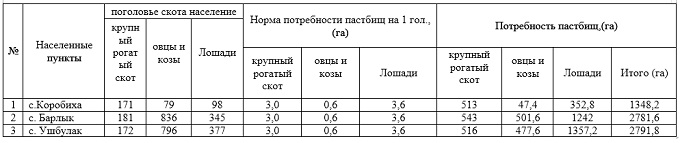 №
Населенные
пункты
поголовье скота население
Норма потребности пастбищ на 1 гол.,
(га)
Потребность пастбищ,(га)
крупн
ый
рогат
ый
скот
овцы и
козы
Лошади
крупный
рогатый
скот
овцы и
козы
Лошади
крупный
рогатый
скот
овцы и
козы
Лошади
Итого (га)
1 с.Коробиха 171 79 98 3,0 0,6 3,6 513 47,4 352,8 1348,2
2 с. Барлык 181 836 345 3,0 0,6 3,6 543 501,6 1242 2781,6
3 с. Ушбулак 172 796 377 3,0 0,6 3,6 516 477,6 1357,2 2791,8